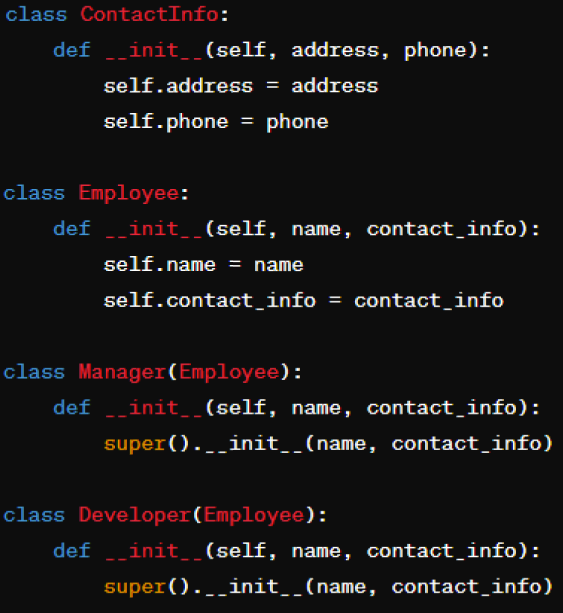 class ContactInfo:
    def __init__(self, address, phone):
        self.address = address
        self.phone = phone
class Employee:
    def __init__(self, name, contact_info):
        self.name = name
        self.contact_info = contact_info
class Manager(Employee):
    def __init__(self, name, contact_info):
        super().__init__(name, contact_info)
class Developer(Employee):
    def __init__(self, name, contact_info):
        super().__init__(name, contact_info)